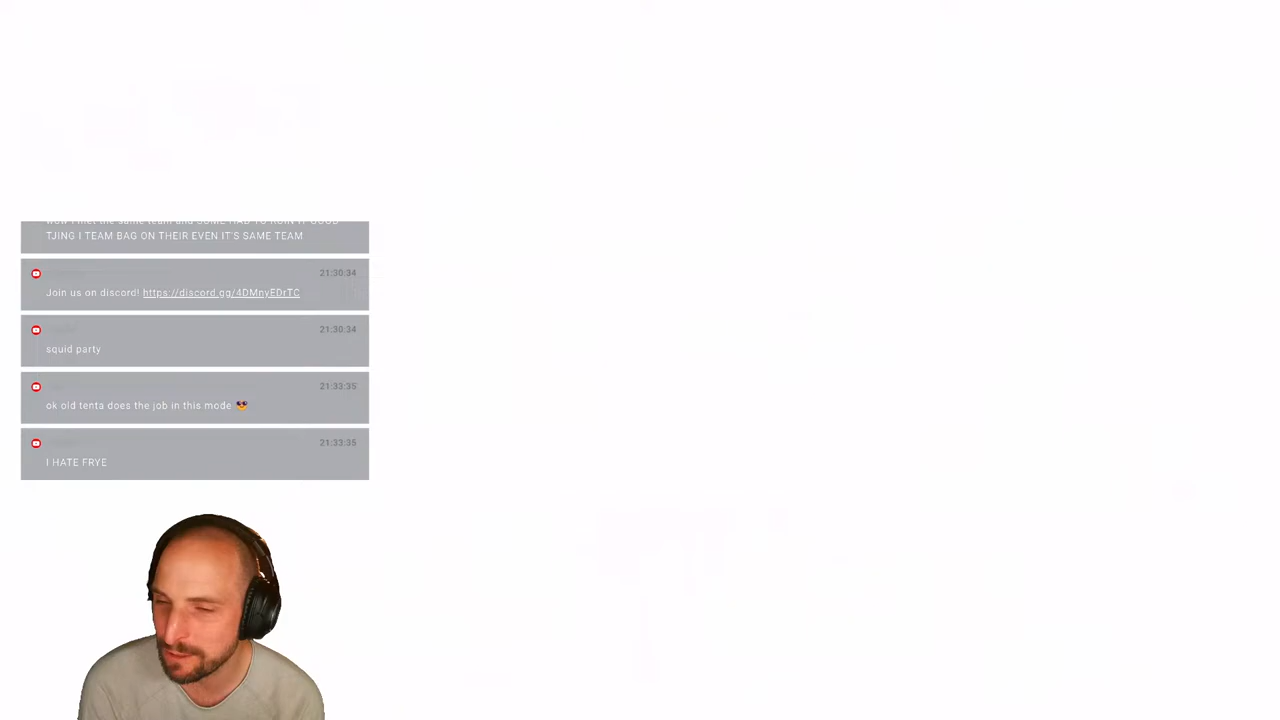 TJING I TEAM BAG ON THEIR EVEN IT'S SAME TEAM
21:30:34
Join us on discord! https://discord.gg/4DMnyEDrTC
21:30:34
squid party
21:33:35
ok old tenta does the job in this mode
21:33:35
I HATE FRYE